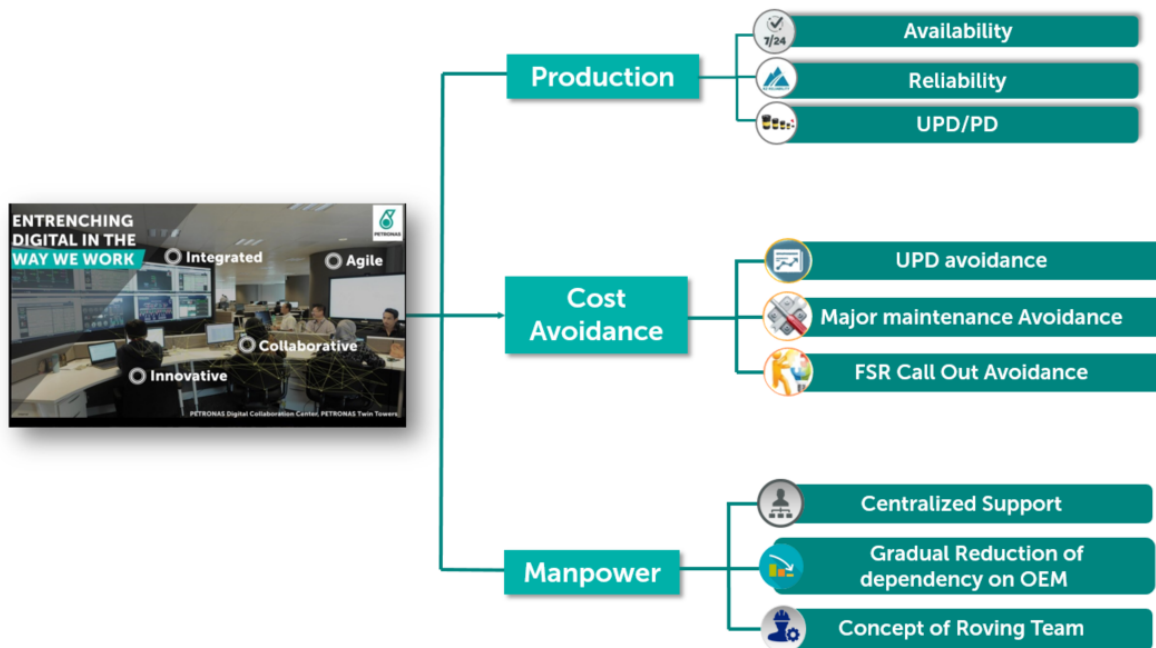 ENTRENCHING
DIGITAL IN THE
WAY WE WORK
PETRONAS
Integrated
Agile
Collaborative
Innovative
PETRONAS Digital Collaboration Center, PETRONAS Twin Towers
Production
7/24
Availability
Reliability
UPD/PD
Cost
Avoidance
UPD avoidance
Major maintenance Avoidance
FSR Call Out Avoidance
Manpower
Centralized Support
Gradual Reduction of
dependency on OEM
Concept of Roving Team